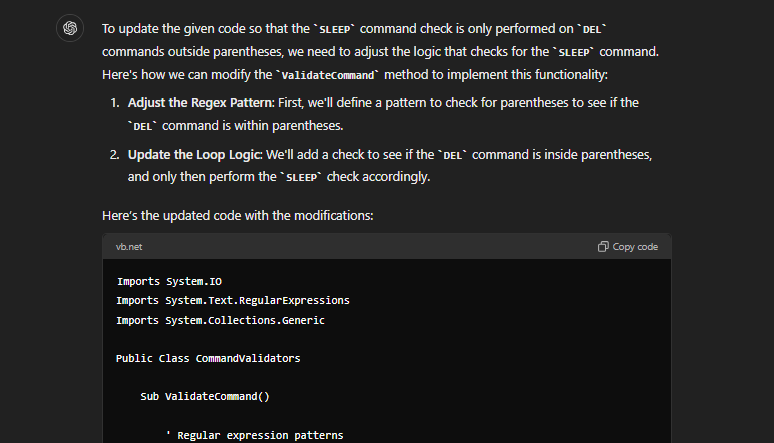 To update the given code so that the `SLEEP` command check is only performed on `DEL`
commands outside parentheses, we need to adjust the logic that checks for the `SLEEP` command.
Here's how we can modify the `ValidateCommand` method to implement this functionality:
1. Adjust the Regex Pattern: First, we'll define a pattern to check for parentheses to see if the
`DEL` command is within parentheses.
2. Update the Loop Logic: We'll add a check to see if the `DEL` command is inside parentheses,
and only then perform the `SLEEP` check accordingly.
Here's the updated code with the modifications:
vb.net Copy code
Imports System.IO
Imports System.Text.RegularExpressions
Imports System.Collections.Generic
Public Class CommandValidators
Sub ValidateCommand()
' Regular expression patterns